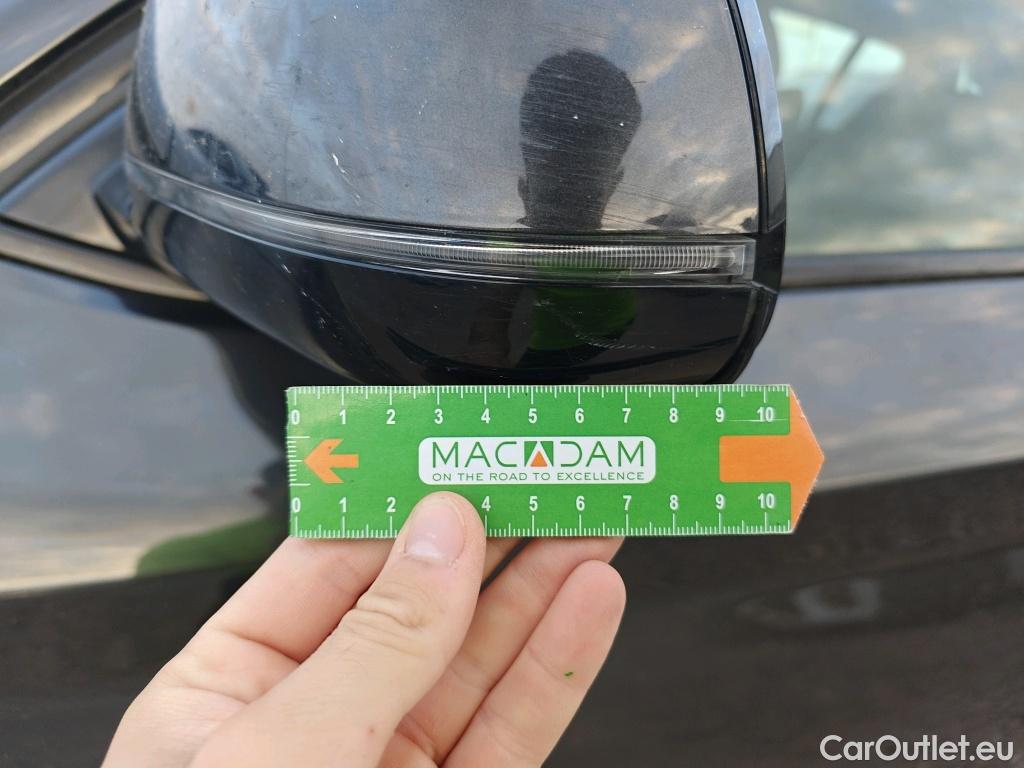 0 1 2 3 4 5 6 7 8 9 10
MACADAM
ON THE ROAD TO EXCELLENCE
0 1 2 4 5 6 7 8 9 10
CarOutlet.eu